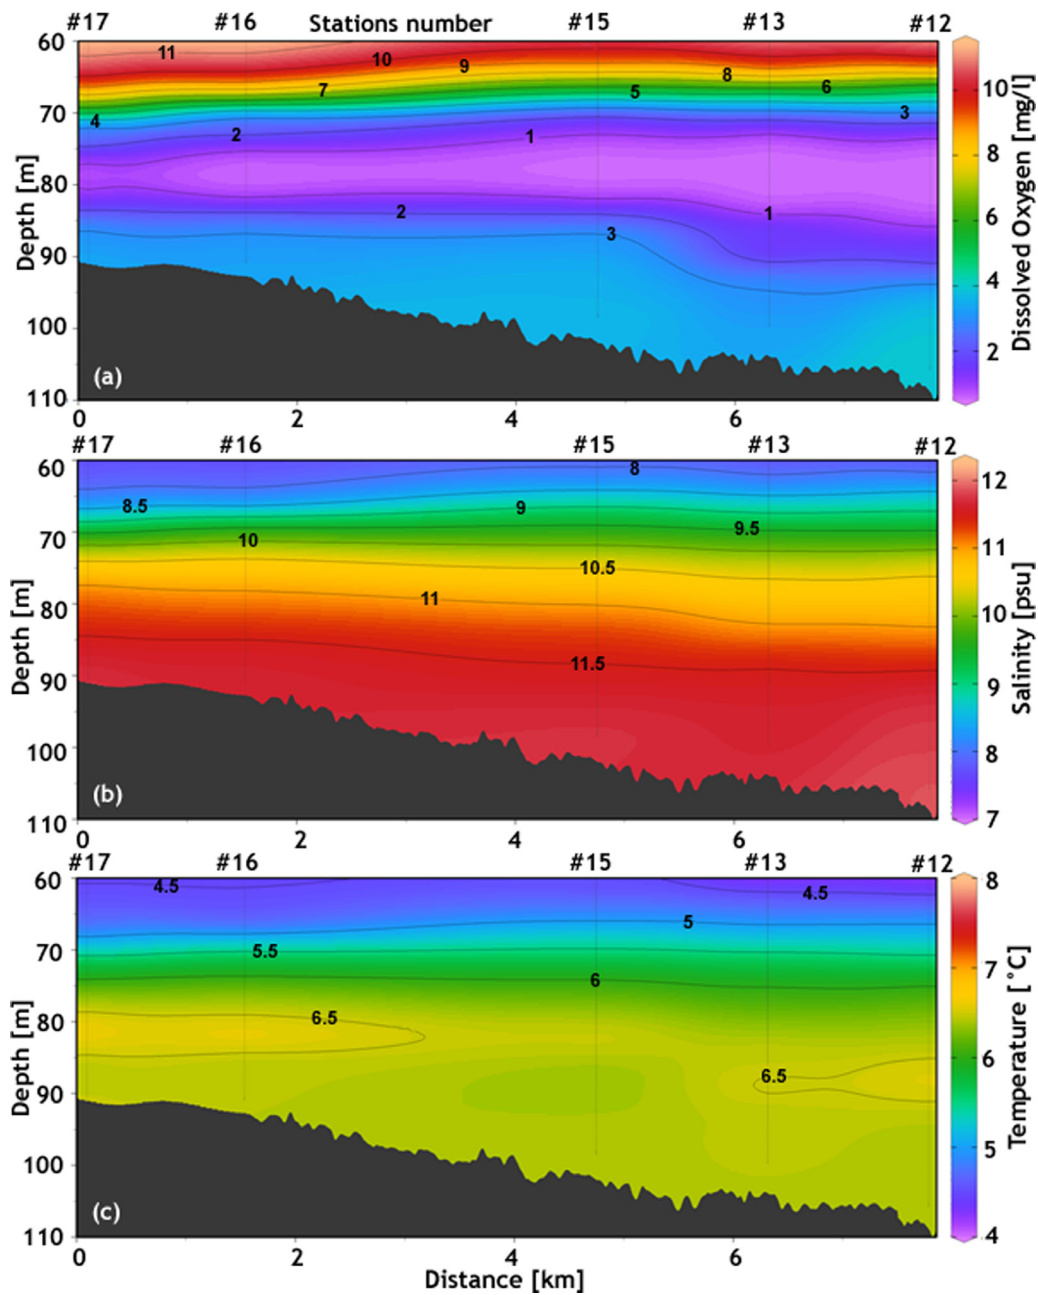 #17 #16 Stations number #15 #13 #12
60
11 10 9 8 7 6 5
70
4 3 2 1
80
2 1
3
90
100
110
Depth [m]
(a)
0 2 4 6
10
8
6
4
2
Dissolved Oxygen [mg/l]
#17 #16 #15 #13 #12
60
8
8.5 9
9.5
70
10
10.5
11
80
11.5
90
100
110
Depth [m]
(b)
0 2 4 6
12
11
10
9
8
7
Salinity [psu]
#17 #16 #15 #13 #12
60
4.5 4.5
5
70
5.5
6
80
6.5
6.5
90
100
110
Depth [m]
(c)
0 2 4 6
Distance [km]
8
7
6
5
4
Temperature [˚C]